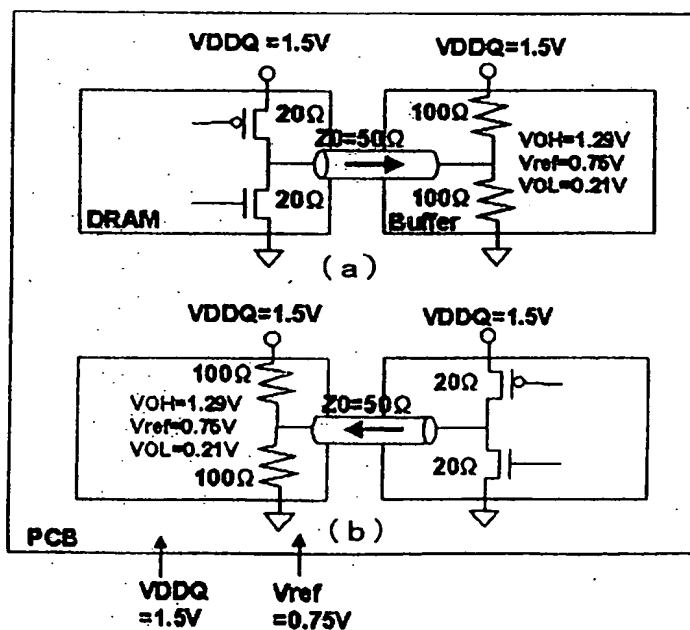 VDDQ =1.5V
VDDQ=1.5V
20Ω
Z0=50Ω
100Ω
VOH=1.29V
Vref=0.75V
VOL=0.21V
20Ω
100Ω
DRAM
Buffer
(a)
VDDQ=1.5V
VDDQ=1.5V
100Ω
Z0=50Ω
20Ω
VOH=1.29V
Vref=0.75V
VOL=0.21V
100Ω
20Ω
(b)
PCB
VDDQ
=1.5V
Vref
=0.75V